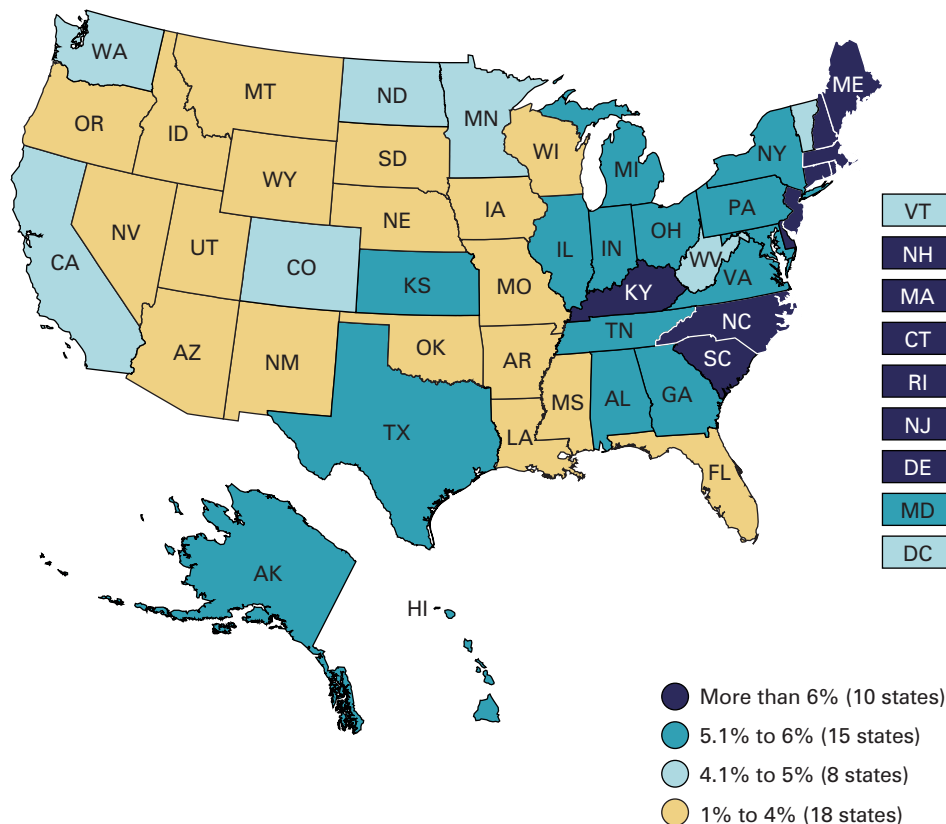 WA
MT
ND
MN
ME
OR
ID
SD
WI
MI
NY
WY
NE
IA
PA
NV
UT
CO
IL
IN
OH
WV
VA
CA
KS
MO
KY
NC
TN
SC
AZ
NM
OK
AR
MS
AL
GA
TX
LA
FL
AK
HI
VT
NH
MA
CT
RI
NJ
DE
MD
DC
More than 6% (10 states)
5.1% to 6% (15 states)
4.1% to 5% (8 states)
1% to 4% (18 states)